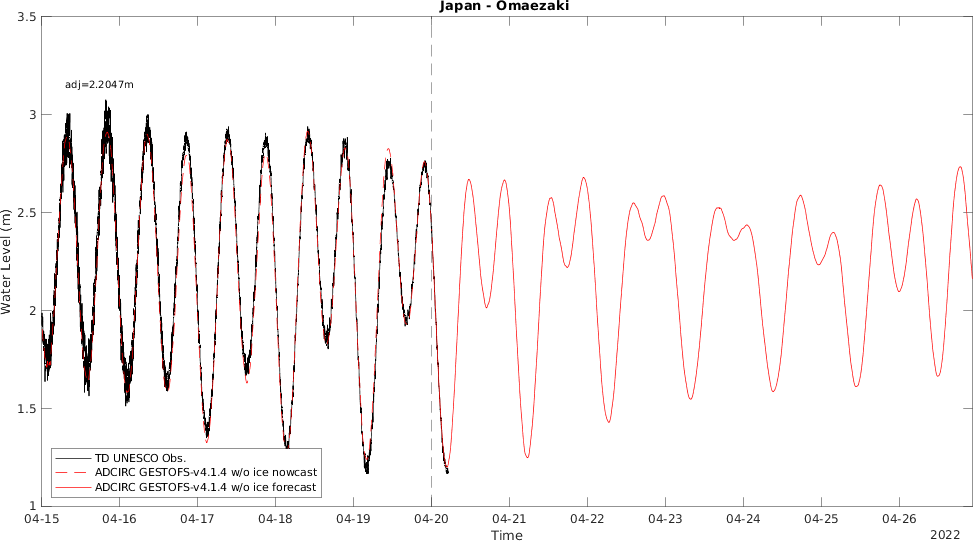 Japan - Omaezaki
3.5
adj=2.2047m
3
2.5
Water Level (m)
2
1.5
TD UNESCO Obs.
ADCIRC GESTOFS-v4.1.4 w/o ice nowcast
ADCIRC GESTOFS-v4.1.4 w/o ice forecast
1
04-15 04-16 04-17 04-18 04-19 04-20 04-21 04-22 04-23 04-24 04-25 04-26
Time
2022